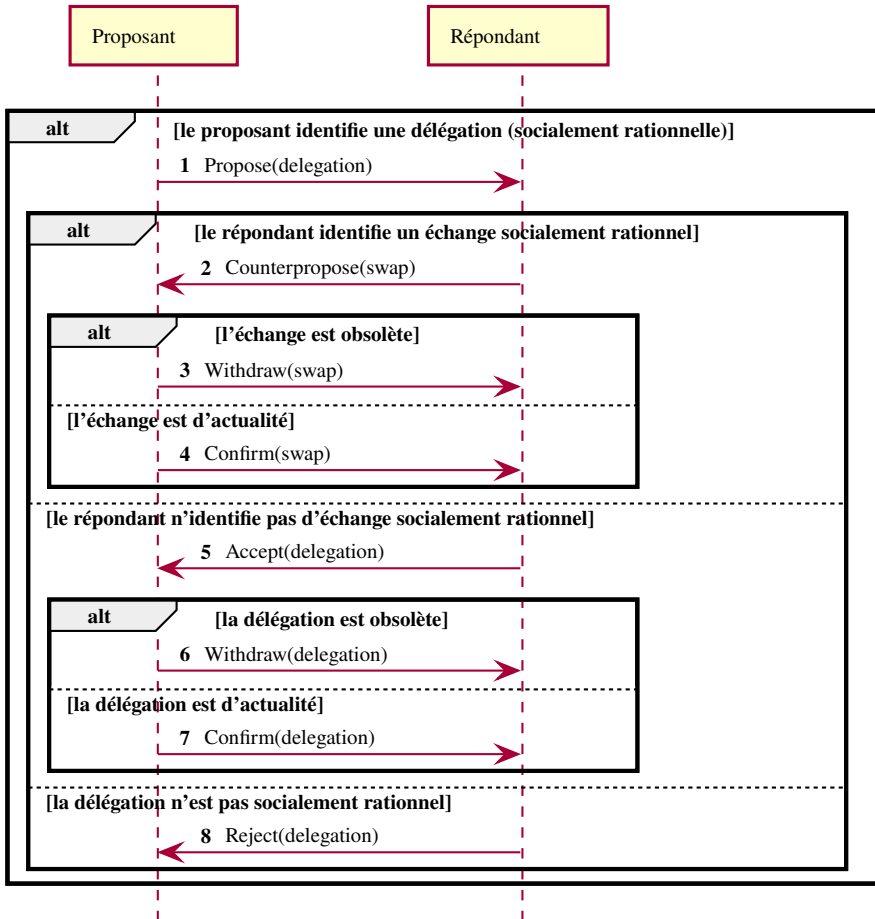 Proposant
Répondant
alt [le proposant identifie une délégation (socialement rationnelle)]
1 Propose(delegation)
alt [le répondant identifie un échange socialement rationnel]
2 Counterpropose(swap)
alt [l'échange est obsolète]
3 Withdraw(swap)
[l'échange est d'actualité]
4 Confirm(swap)
[le répondant n'identifie pas d'échange socialement rationnel]
5 Accept(delegation)
alt [la délégation est obsolète]
6 Withdraw(delegation)
[la délégation est d'actualité]
7 Confirm(delegation)
[la délégation n'est pas socialement rationnel]
8 Reject(delegation)